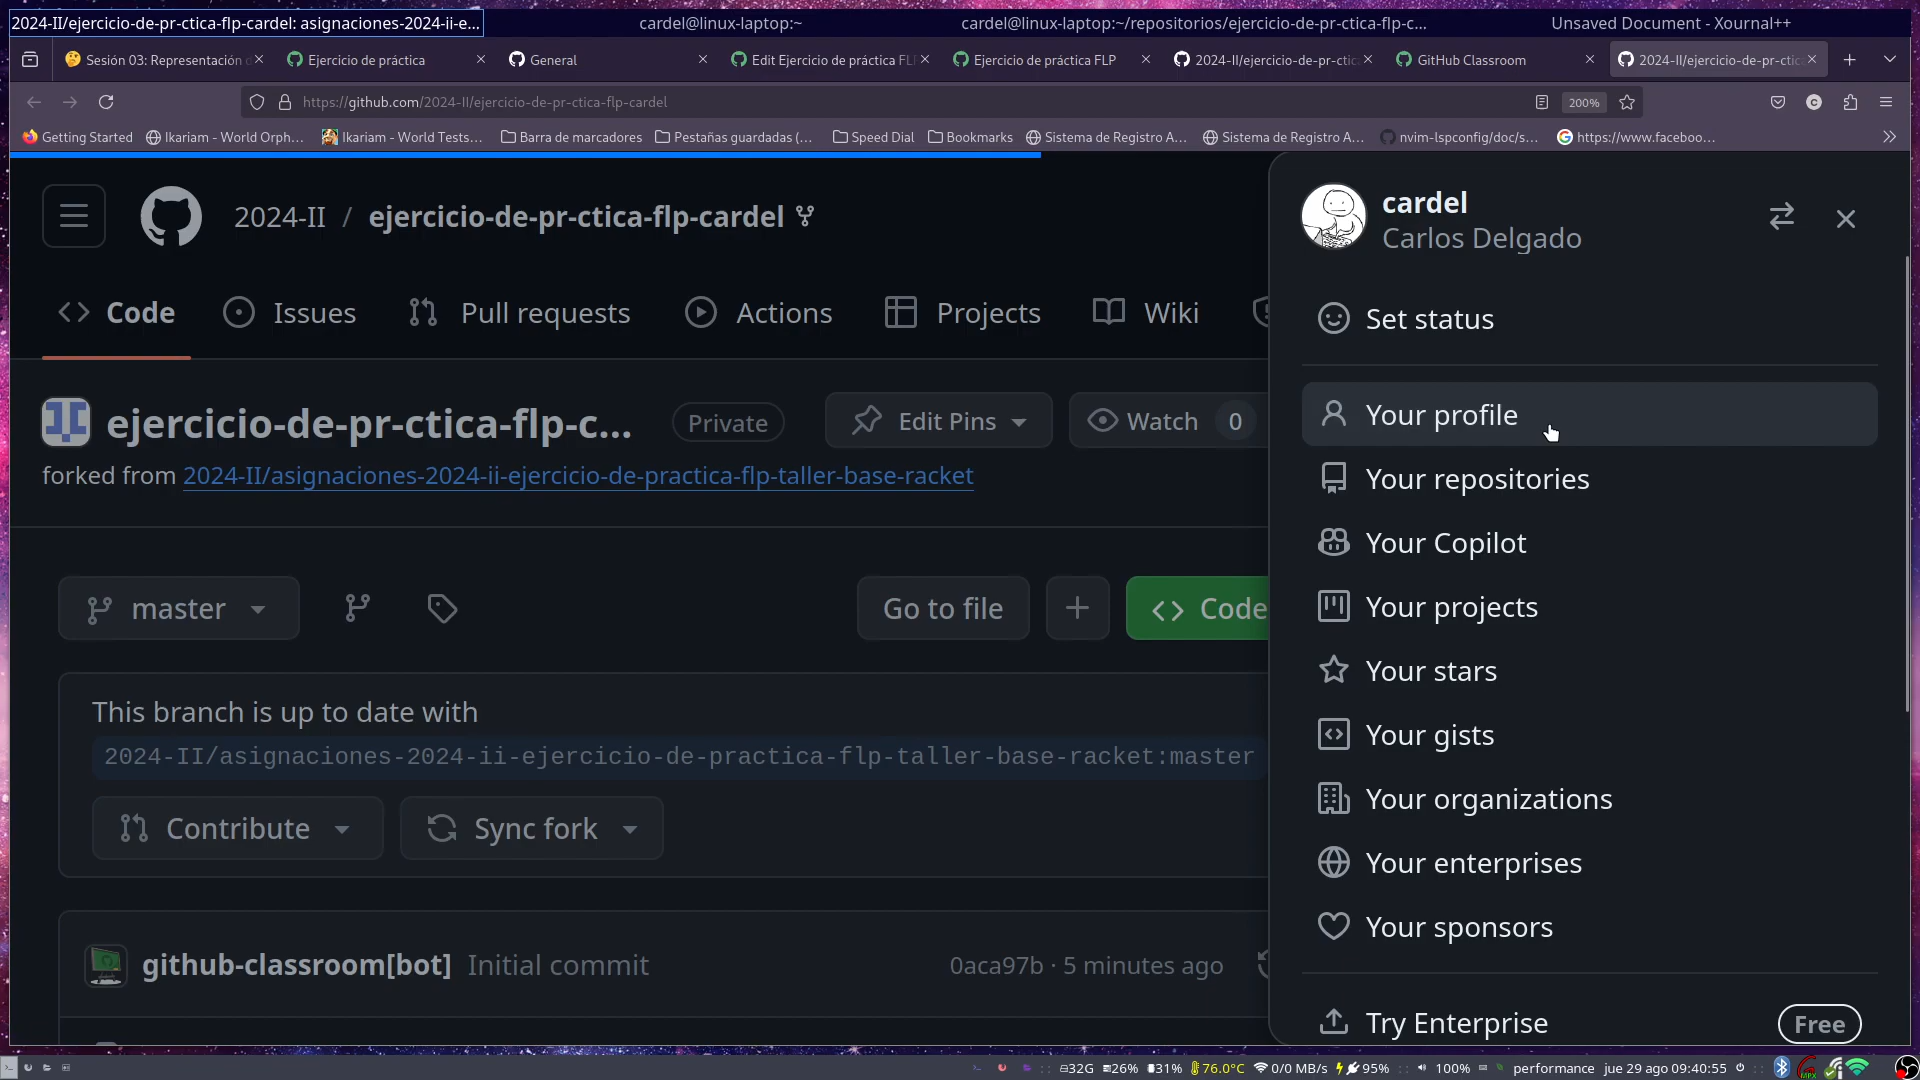 2024-II/ejercicio-de-pr-ctica-flp-cardel: asignaciones-2024-ii-e...
cardel@linux-laptop:~
cardel@linux-laptop:~/repositorios/ejercicio-de-pr-ctica-flp-c...
Unsaved Document - Xournal++
Sesión 03: Representación d
Ejercicio de práctica
General
Edit Ejercicio de práctica FL
Ejercicio de práctica FLP
2024-II/ejercicio-de-pr-ctic
GitHub Classroom
2024-II/ejercicio-de-pr-ctic
https://github.com/2024-II/ejercicio-de-pr-ctica-flp-cardel
200%
C
Getting Started
Ikariam - World Orph...
Ikariam - World Tests...
Barra de marcadores
Pestañas guardadas (...
Speed Dial
Bookmarks
Sistema de Registro A...
Sistema de Registro A...
nvim-lspconfig/doc/s...
https://www.faceboo...
2024-II / ejercicio-de-pr-ctica-flp-cardel
Code
Issues
Pull requests
Actions
Projects
Wiki
ejercicio-de-pr-ctica-flp-c...
Private
Edit Pins
Watch 0
forked from 2024-II/asignaciones-2024-ii-ejercicio-de-practica-flp-taller-base-racket
master
Go to file
Code
This branch is up to date with
2024-II/asignaciones-2024-ii-ejercicio-de-practica-flp-taller-base-racket:master
Contribute
Sync fork
github-classroom[bot] Initial commit
0aca97b · 5 minutes ago
cardel
Carlos Delgado
Set status
Your profile
Your repositories
Your Copilot
Your projects
Your stars
Your gists
Your organizations
Your enterprises
Your sponsors
Try Enterprise
Free
32G 26% 31% 76.0°C 0/0 MB/s 95% 100% performance jue 29 ago 09:40:55